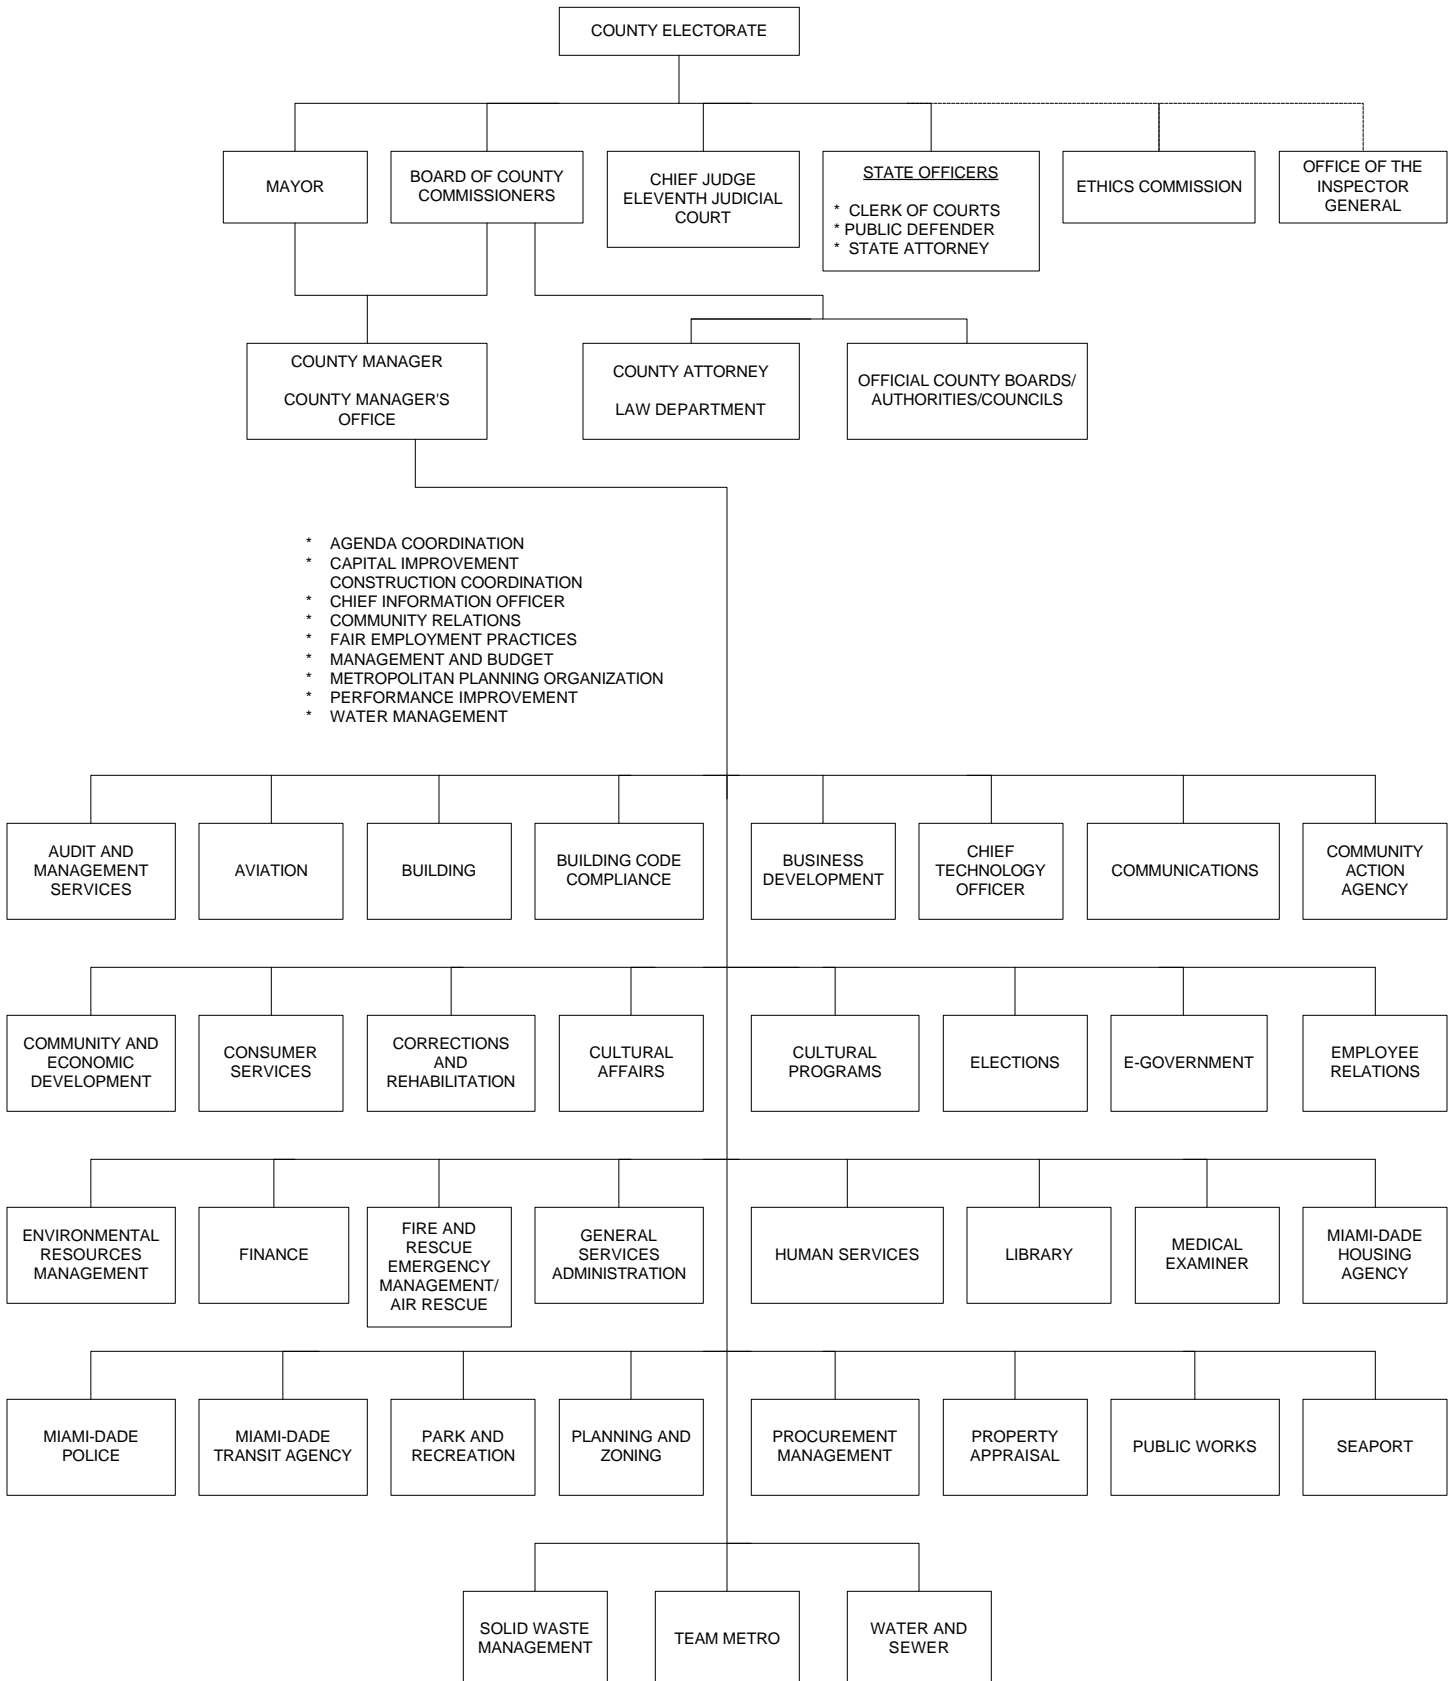 COUNTY ELECTORATE
MAYOR
BOARD OF COUNTY
COMMISSIONERS
CHIEF JUDGE
ELEVENTH JUDICIAL
COURT
STATE OFFICERS
* CLERK OF COURTS
* PUBLIC DEFENDER
* STATE ATTORNEY
ETHICS COMMISSION
OFFICE OF THE
INSPECTOR
GENERAL
COUNTY MANAGER
COUNTY MANAGER'S
OFFICE
COUNTY ATTORNEY
LAW DEPARTMENT
OFFICIAL COUNTY BOARDS/
AUTHORITIES/COUNCILS
* AGENDA COORDINATION
* CAPITAL IMPROVEMENT
CONSTRUCTION COORDINATION
* CHIEF INFORMATION OFFICER
* COMMUNITY RELATIONS
* FAIR EMPLOYMENT PRACTICES
* MANAGEMENT AND BUDGET
* METROPOLITAN PLANNING ORGANIZATION
* PERFORMANCE IMPROVEMENT
* WATER MANAGEMENT
AUDIT AND
MANAGEMENT
SERVICES
AVIATION
BUILDING
BUILDING CODE
COMPLIANCE
BUSINESS
DEVELOPMENT
CHIEF
TECHNOLOGY
OFFICER
COMMUNICATIONS
COMMUNITY
ACTION
AGENCY
COMMUNITY AND
ECONOMIC
DEVELOPMENT
CONSUMER
SERVICES
CORRECTIONS
AND
REHABILITATION
CULTURAL
AFFAIRS
CULTURAL
PROGRAMS
ELECTIONS
E-GOVERNMENT
EMPLOYEE
RELATIONS
ENVIRONMENTAL
RESOURCES
MANAGEMENT
FINANCE
FIRE AND
RESCUE
EMERGENCY
MANAGEMENT/
AIR RESCUE
GENERAL
SERVICES
ADMINISTRATION
HUMAN SERVICES
LIBRARY
MEDICAL
EXAMINER
MIAMI-DADE
HOUSING
AGENCY
MIAMI-DADE
POLICE
MIAMI-DADE
TRANSIT AGENCY
PARK AND
RECREATION
PLANNING AND
ZONING
PROCUREMENT
MANAGEMENT
PROPERTY
APPRAISAL
PUBLIC WORKS
SEAPORT
SOLID WASTE
MANAGEMENT
TEAM METRO
WATER AND
SEWER